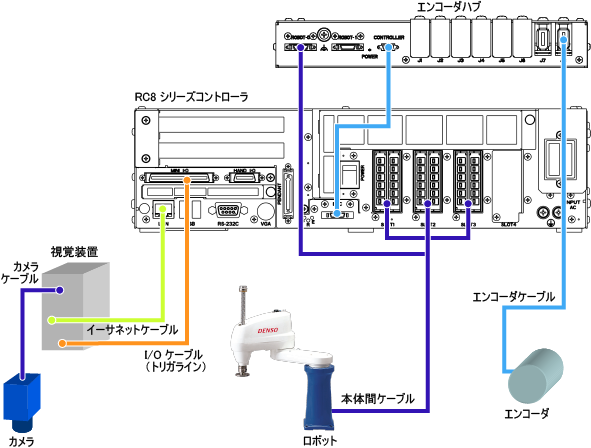 エンコーダハブ
ROBOT-0
ROBOT-1
CONTROLLER
POWER
J1
J2
J3
J4
J5
J6
J7
RC8 シリーズコントローラ
MINI I/O
HAND I/O
PENDANT
POWER
RS-232C
VGA
SLOT1
SLOT2
SLOT3
SLOT4
INPUT
AC
視覚装置
カメラ
ケーブル
イーサネットケーブル
I/O ケーブル
（トリガライン）
エンコーダケーブル
DENSO
本体間ケーブル
カメラ
ロボット
エンコーダ